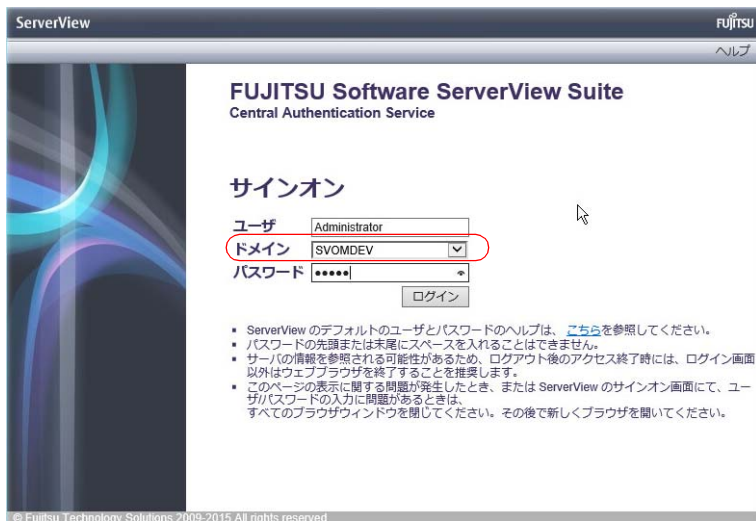 ServerView
FUJITSU
ヘルプ
FUJITSU Software ServerView Suite
Central Authentication Service
サインオン
ユーザ Administrator
ドメイン SVOMDEV
パスワード •••••
ログイン
▪ ServerView のデフォルトのユーザとパスワードのヘルプは、 こちらを参照してください。
▪ パスワードの先頭または末尾にスペースを入れることはできません。
▪ サーバの情報を参照される可能性があるため、ログアウト後のアクセス終了時には、ログイン画面
以外はウェブブラウザを終了することを推奨します。
▪ このページの表示に関する問題が発生したとき、または ServerView のサインオン画面にて、ユー
ザ/パスワードの入力に問題があるときは、
すべてのブラウザウィンドウを閉じてください。その後で新しくブラウザを開いてください。
© Fujitsu Technology Solutions 2009-2015 All rights reserved